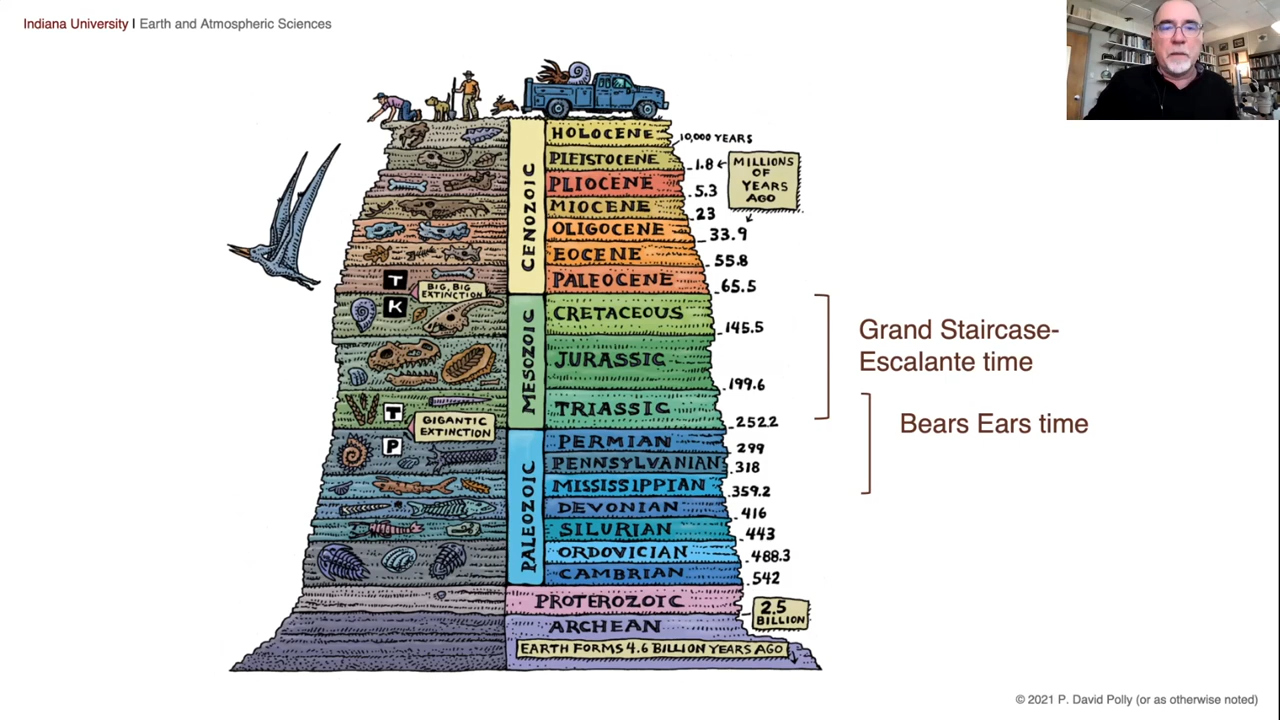 Indiana University | Earth and Atmospheric Sciences
CENOZOIC
HOLOCENE
10,000 YEARS
PLEISTOCENE
1.8
MILLIONS
OF
YEARS
AGO
PLIOCENE
5.3
MIOCENE
23
OLIGOCENE
33.9
EOCENE
55.8
PALEOCENE
65.5
T
BIG, BIG
EXTINCTION
K
MESOZOIC
CRETACEOUS
145.5
JURASSIC
199.6
TRIASSIC
252.2
T
GIGANTIC
EXTINCTION
P
PALEOZOIC
PERMIAN
299
PENNSYLVANIAN
318
MISSISSIPPIAN
359.2
DEVONIAN
416
SILURIAN
443
ORDOVICIAN
488.3
CAMBRIAN
542
PROTEROZOIC
2.5
BILLION
ARCHEAN
EARTH FORMS 4.6 BILLION YEARS AGO
Grand Staircase-
Escalante time
Bears Ears time
© 2021 P. David Polly (or as otherwise noted)